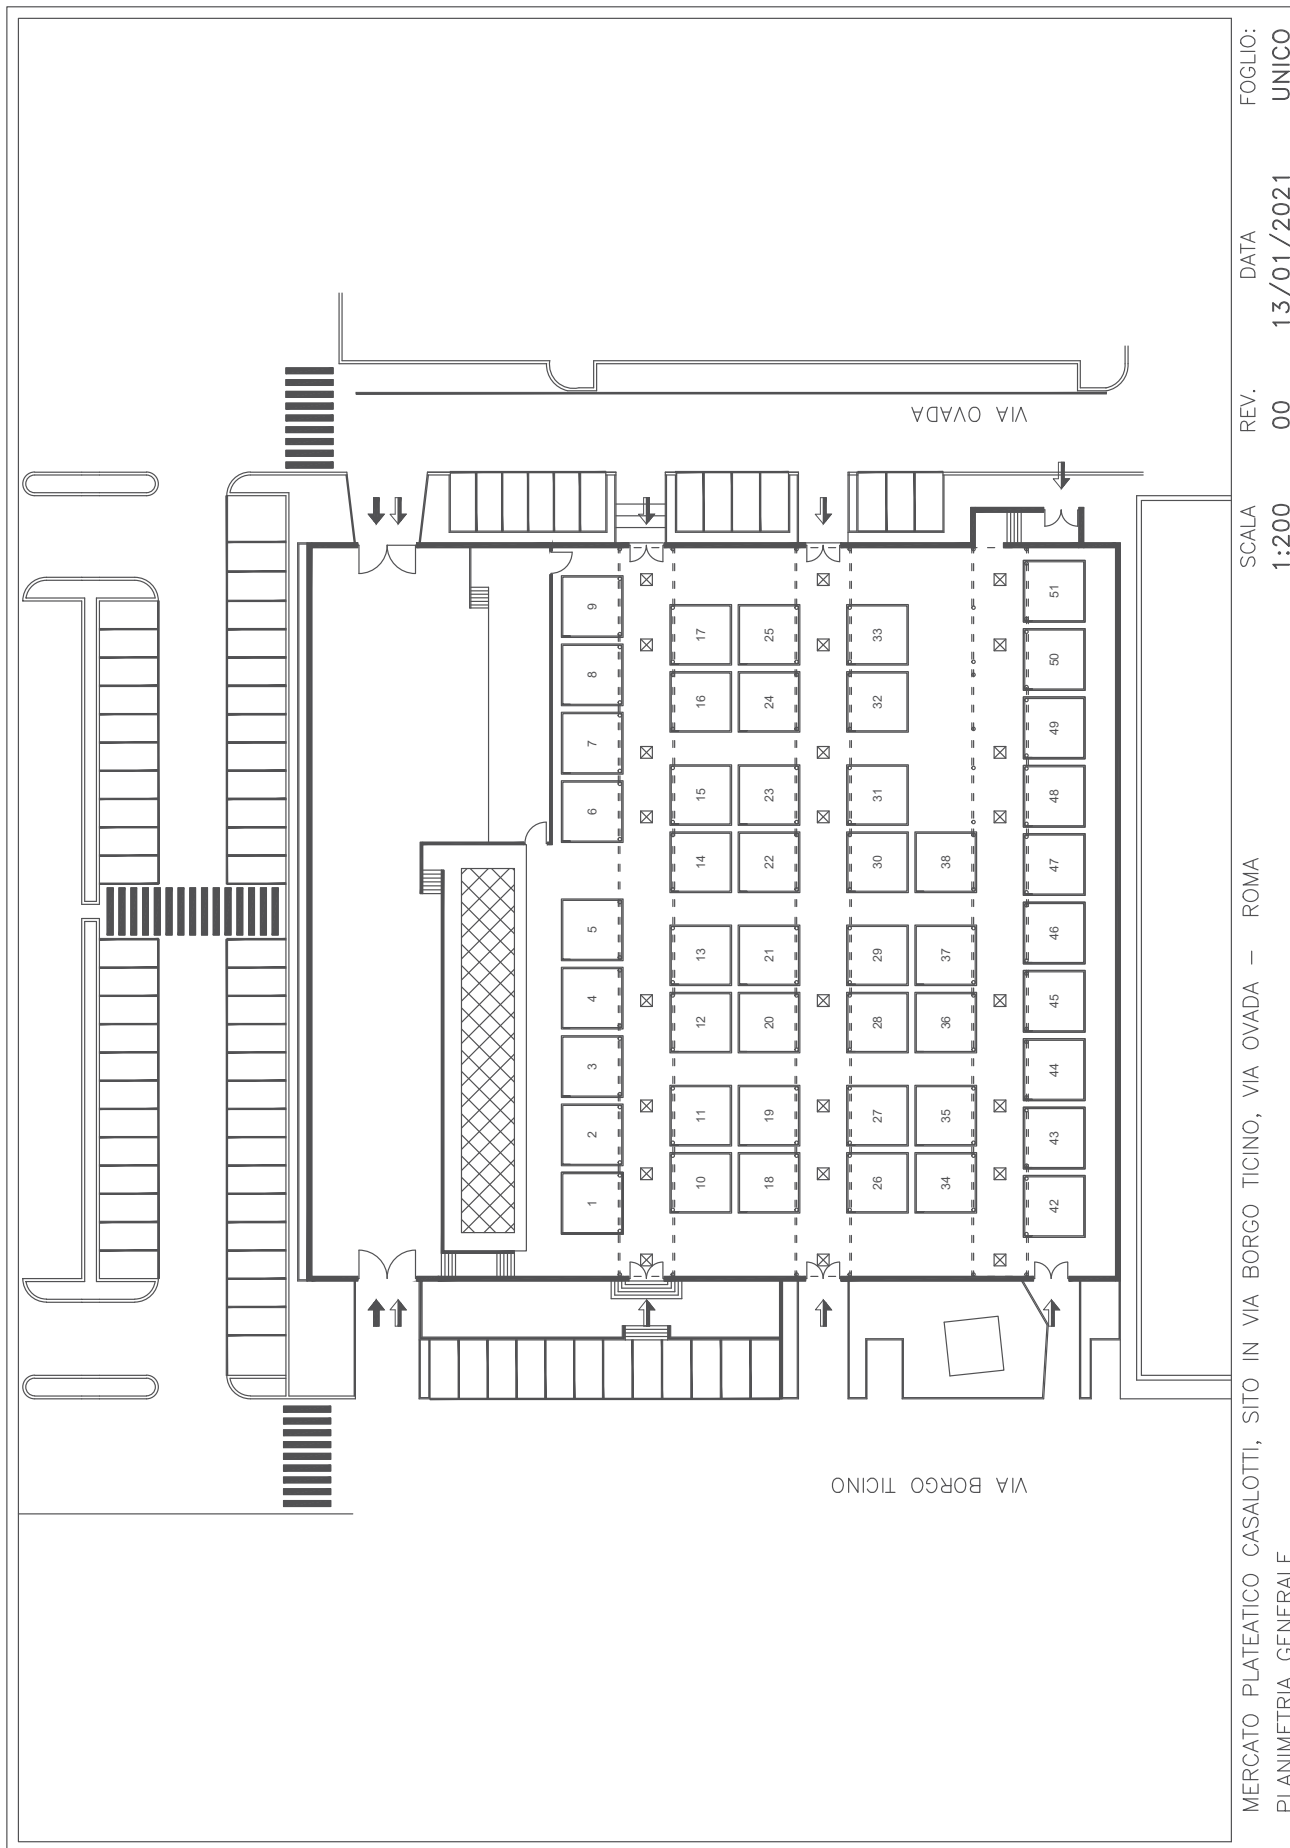 1 2 3 4 5 6 7 8 9
10 11 12 13 14 15 16 17
18 19 20 21 22 23 24 25
26 27 28 29 30 31 32 33
34 35 36 37 38
42 43 44 45 46 47 48 49 50 51
VIA BORGO TICINO
VIA OVADA
MERCATO PLATEATICO CASALOTTI, SITO IN VIA BORGO TICINO, VIA OVADA — ROMA
PLANIMETRIA GENERALE
SCALA REV. DATA FOGLIO:
1:200 00 13/01/2021 UNICO